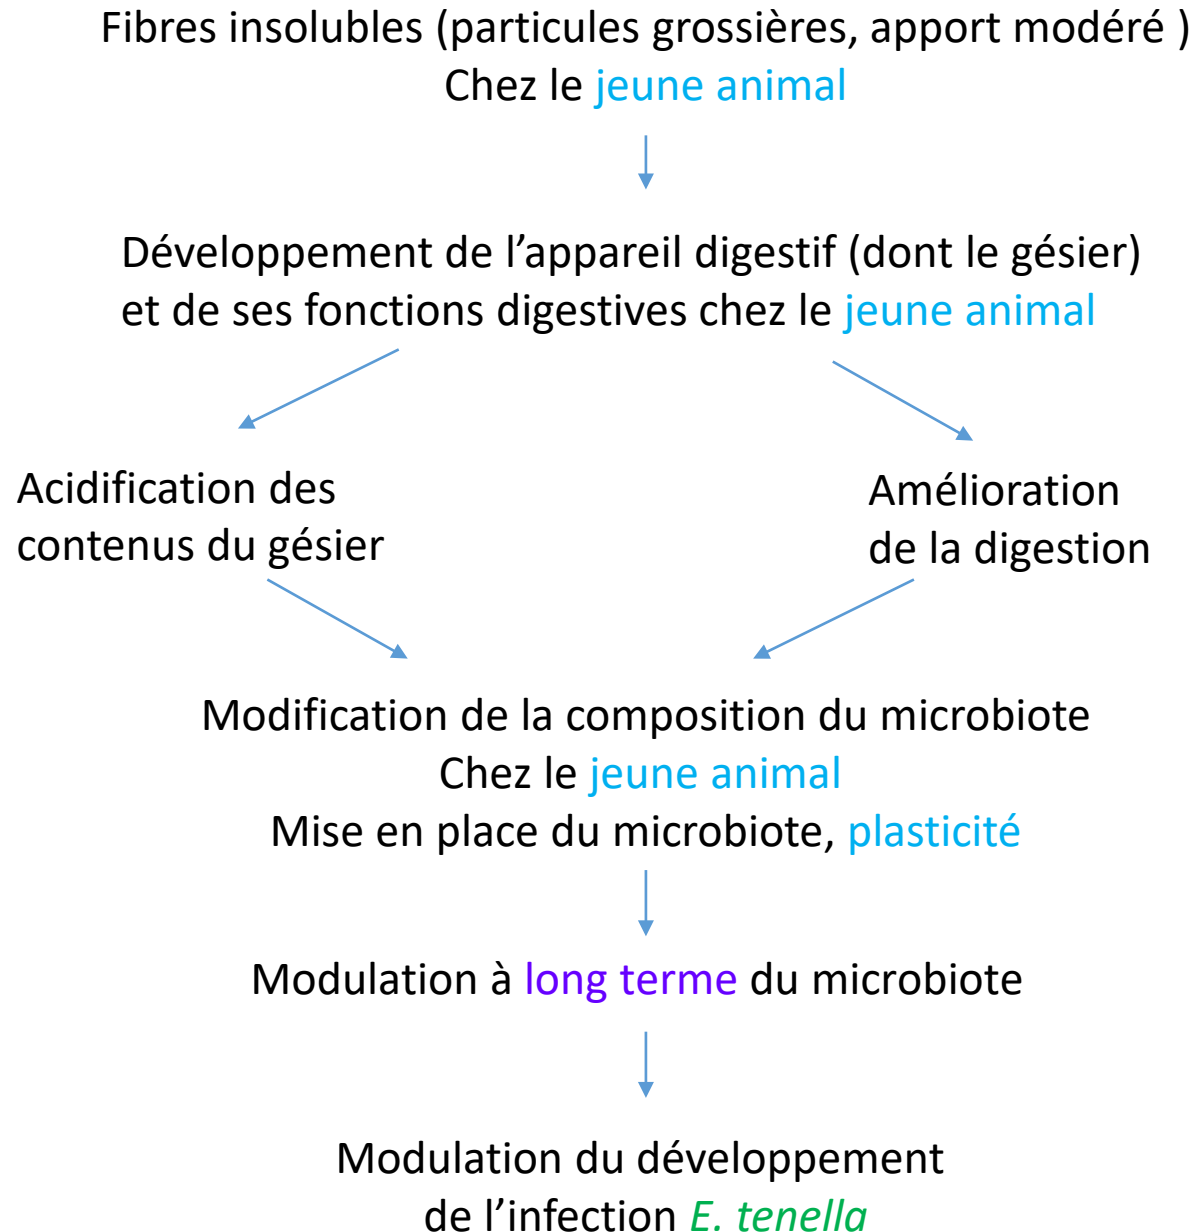 Fibres insolubles (particules grossières, apport modéré )
Chez le jeune animal
Développement de l’appareil digestif (dont le gésier)
et de ses fonctions digestives chez le jeune animal
Acidification des
contenus du gésier
Amélioration
de la digestion
Modification de la composition du microbiote
Chez le jeune animal
Mise en place du microbiote, plasticité
Modulation à long terme du microbiote
Modulation du développement
de l’infection E. tenella